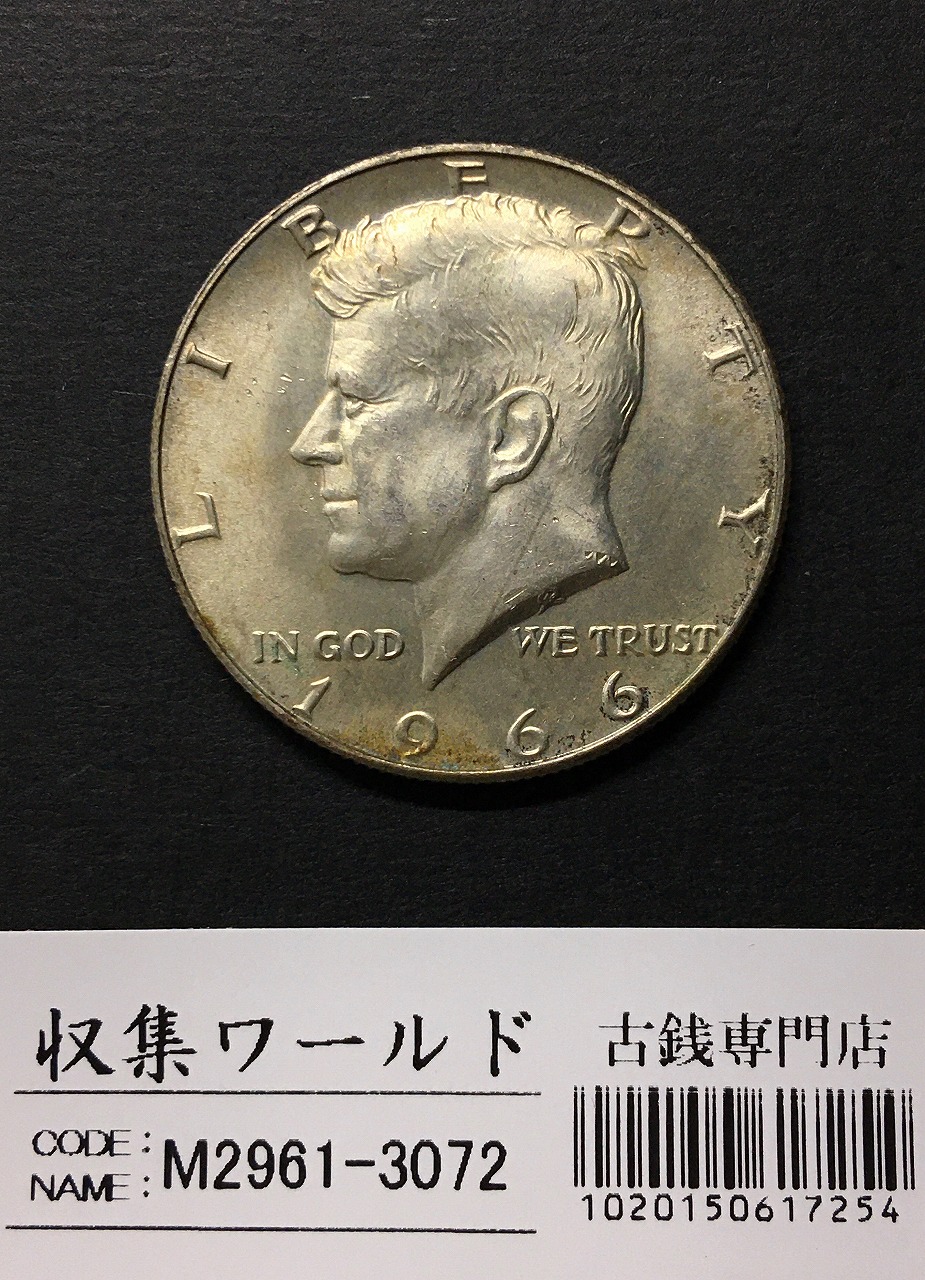 LIBERTY
IN GOD WE TRUST
1966
収集ワールド 古銭専門店
CODE:
NAME: M2961-3072
1020150617254